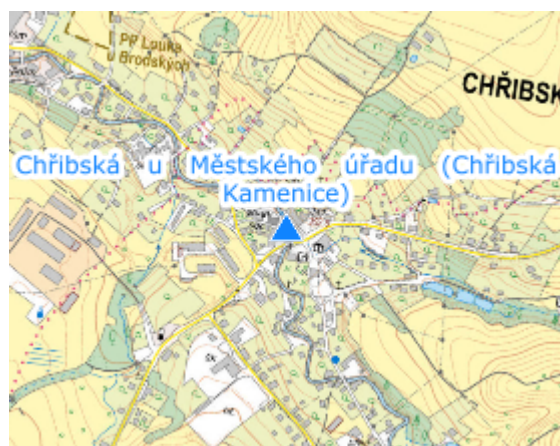 PP Louka
Brodských
CHŘIBSK
Chřibská u Městského úřadu (Chřibská
Kamenice)